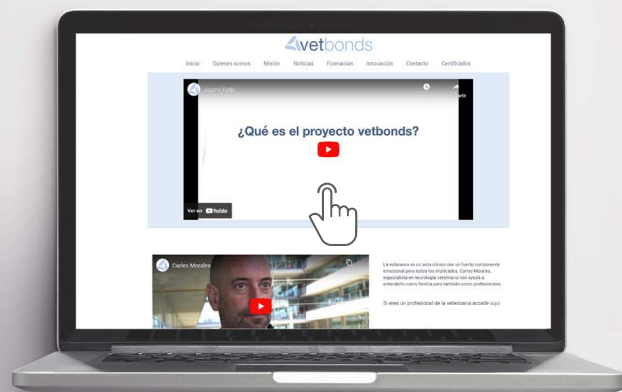 vetbonds
Inicio Quienes somos Misión Noticias Formación Innovación Contacto Certificados
¿Qué es el proyecto vetbonds?
Ver en YouTube
Carles Morales
La eutanasia es un acto clínico con un fuerte componente
emocional para todos los implicados. Carles Morales,
especialista en neurología veterinaria nos ayuda a
entenderlo como familia pero también como profesionales.
Si eres un profesional de la veterinaria accede aquí